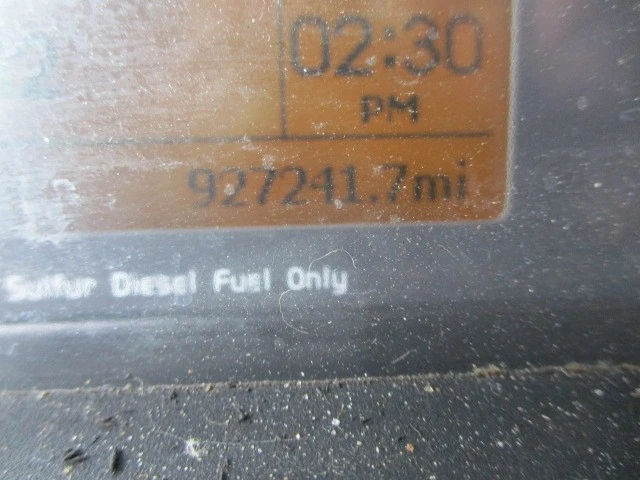 02:30
PM
927241.7mi
Sulfur Diesel Fuel Only